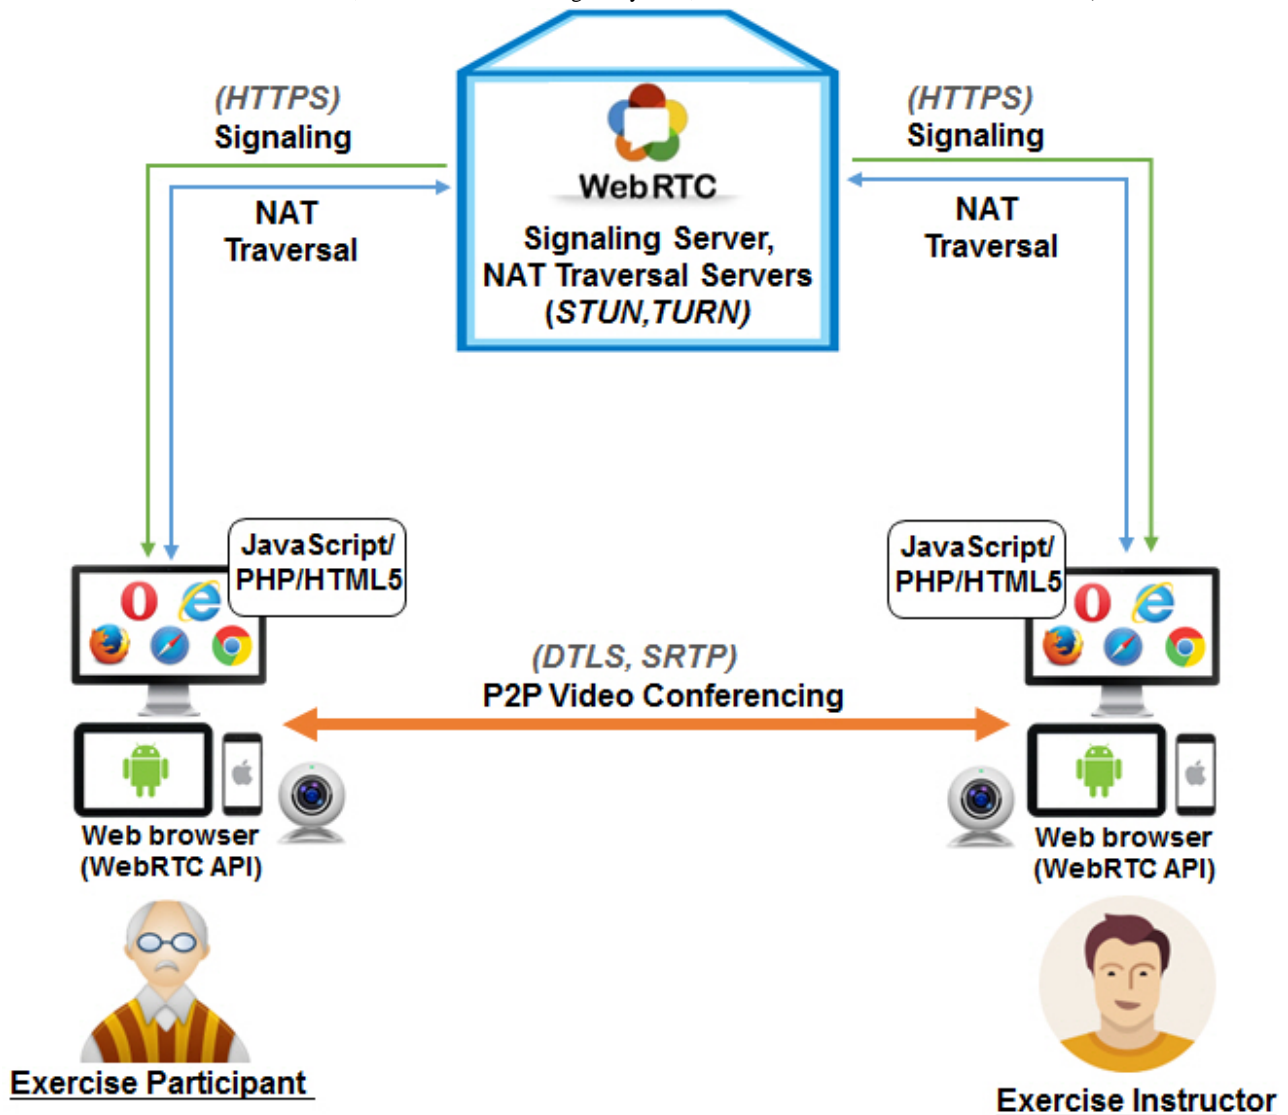 (HTTPS)
Signaling
NAT
Traversal
WebRTC
Signaling Server,
NAT Traversal Servers
(STUN,TURN)
(HTTPS)
Signaling
NAT
Traversal
JavaScript/
PHP/HTML5
JavaScript/
PHP/HTML5
(DTLS, SRTP)
P2P Video Conferencing
Web browser
(WebRTC API)
Web browser
(WebRTC API)
Exercise Participant
Exercise Instructor